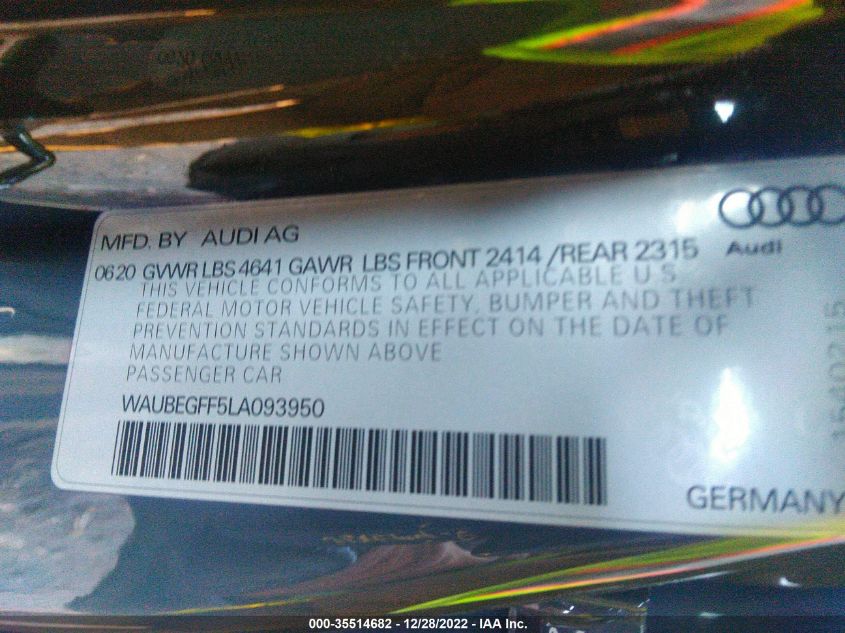 MFD. BY AUDI AG
0620 GVWR LBS 4641 GAWR LBS FRONT 2414 /REAR 2315
Audi
THIS VEHICLE CONFORMS TO ALL APPLICABLE U S
FEDERAL MOTOR VEHICLE SAFETY, BUMPER AND THEFT
PREVENTION STANDARDS IN EFFECT ON THE DATE OF
MANUFACTURE SHOWN ABOVE
PASSENGER CAR
WAUBEGFF5LA093950
GERMANY
000-35514682 - 12/28/2022 - IAA Inc.